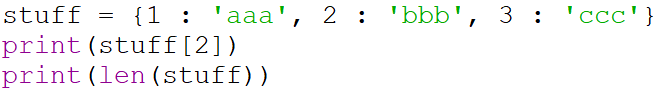 stuff = {1 : 'aaa', 2 : 'bbb', 3 : 'ccc'}
print(stuff[2])
print(len(stuff))